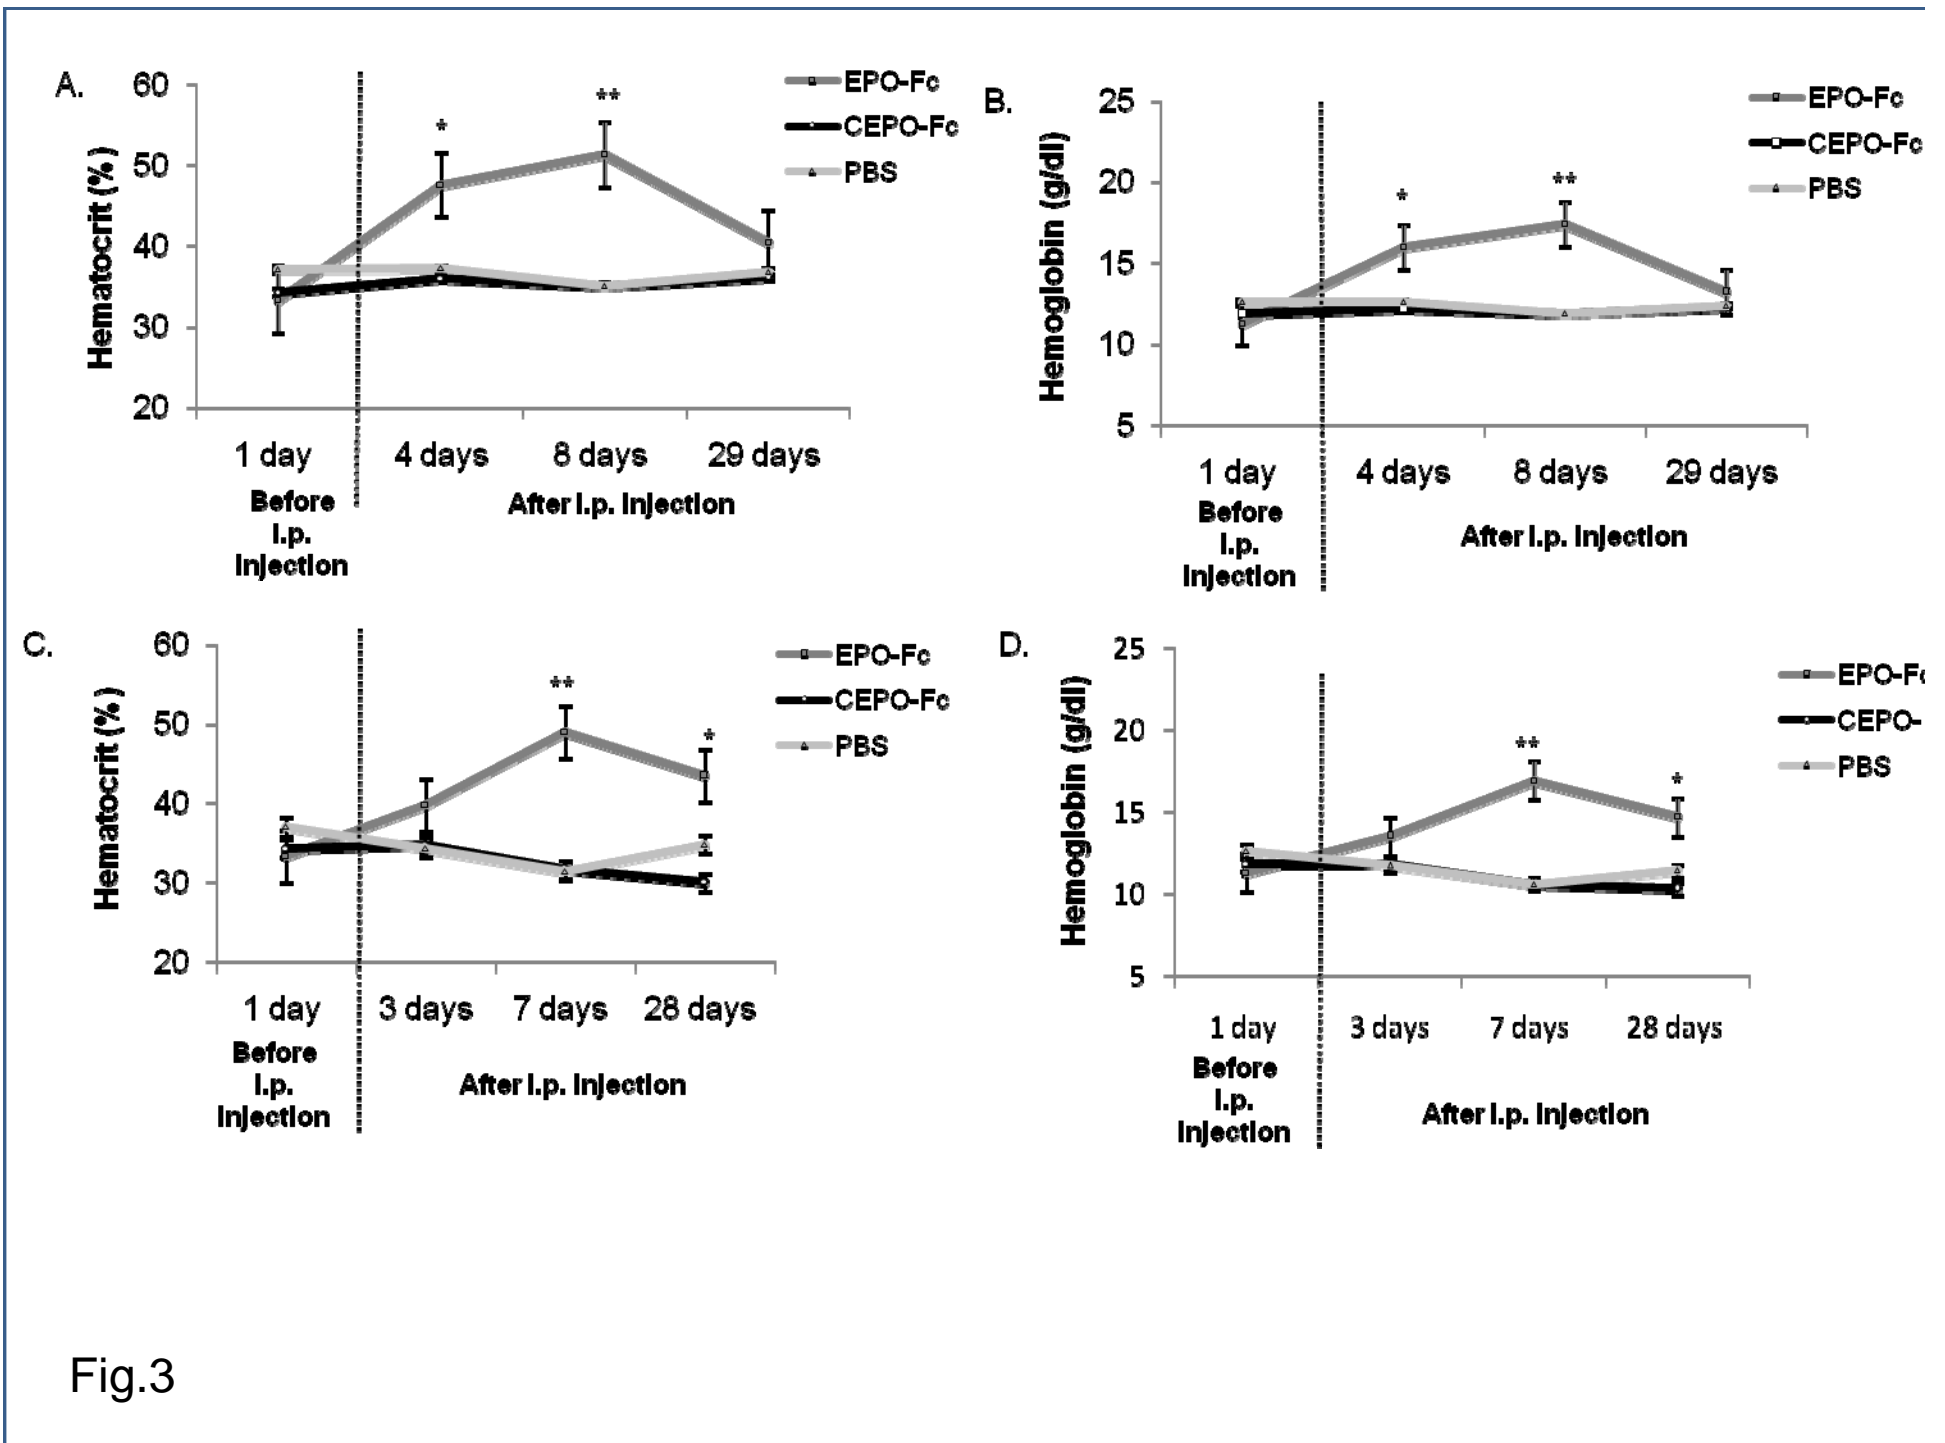 A.
60
50
40
30
20
Hematocrit (%)
*
**
EPO-Fc
CEPO-Fc
PBS
1 day
4 days
8 days
29 days
Before
I.p.
Injection
After I.p. Injection
B.
25
20
15
10
5
Hemoglobin (g/dl)
*
**
EPO-Fc
CEPO-Fc
PBS
1 day
4 days
8 days
29 days
Before
I.p.
Injection
After I.p. Injection
C.
60
50
40
30
20
Hematocrit (%)
**
*
EPO-Fc
CEPO-Fc
PBS
1 day
3 days
7 days
28 days
Before
I.p.
Injection
After I.p. Injection
D.
25
20
15
10
5
Hemoglobin (g/dl)
**
*
EPO-F
CEPO-
PBS
1 day
3 days
7 days
28 days
Before
I.p.
Injection
After I.p. Injection
Fig.3